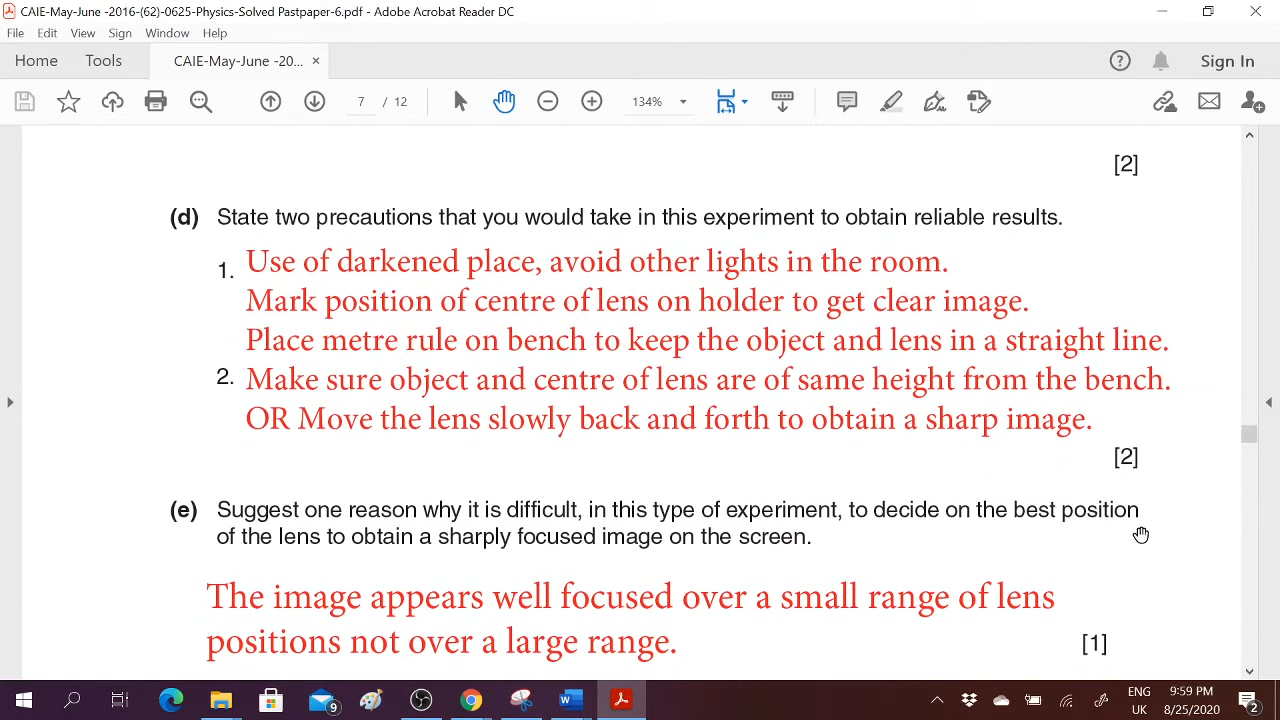 CAIE-May-June -2016-(62)-0625-Physics-Solved Pastpaper-6.pdf - Adobe Acrobat Reader DC
File Edit View Sign Window Help
Home Tools CAIE-May-June -20... × Sign In
7 / 12 134%
[2]
(d) State two precautions that you would take in this experiment to obtain reliable results.
1. Use of darkened place, avoid other lights in the room.
Mark position of centre of lens on holder to get clear image.
Place metre rule on bench to keep the object and lens in a straight line.
2. Make sure object and centre of lens are of same height from the bench.
OR Move the lens slowly back and forth to obtain a sharp image.
[2]
(e) Suggest one reason why it is difficult, in this type of experiment, to decide on the best position
of the lens to obtain a sharply focused image on the screen.
The image appears well focused over a small range of lens
positions not over a large range. [1]
9 ENG 9:59 PM
UK 8/25/2020 2